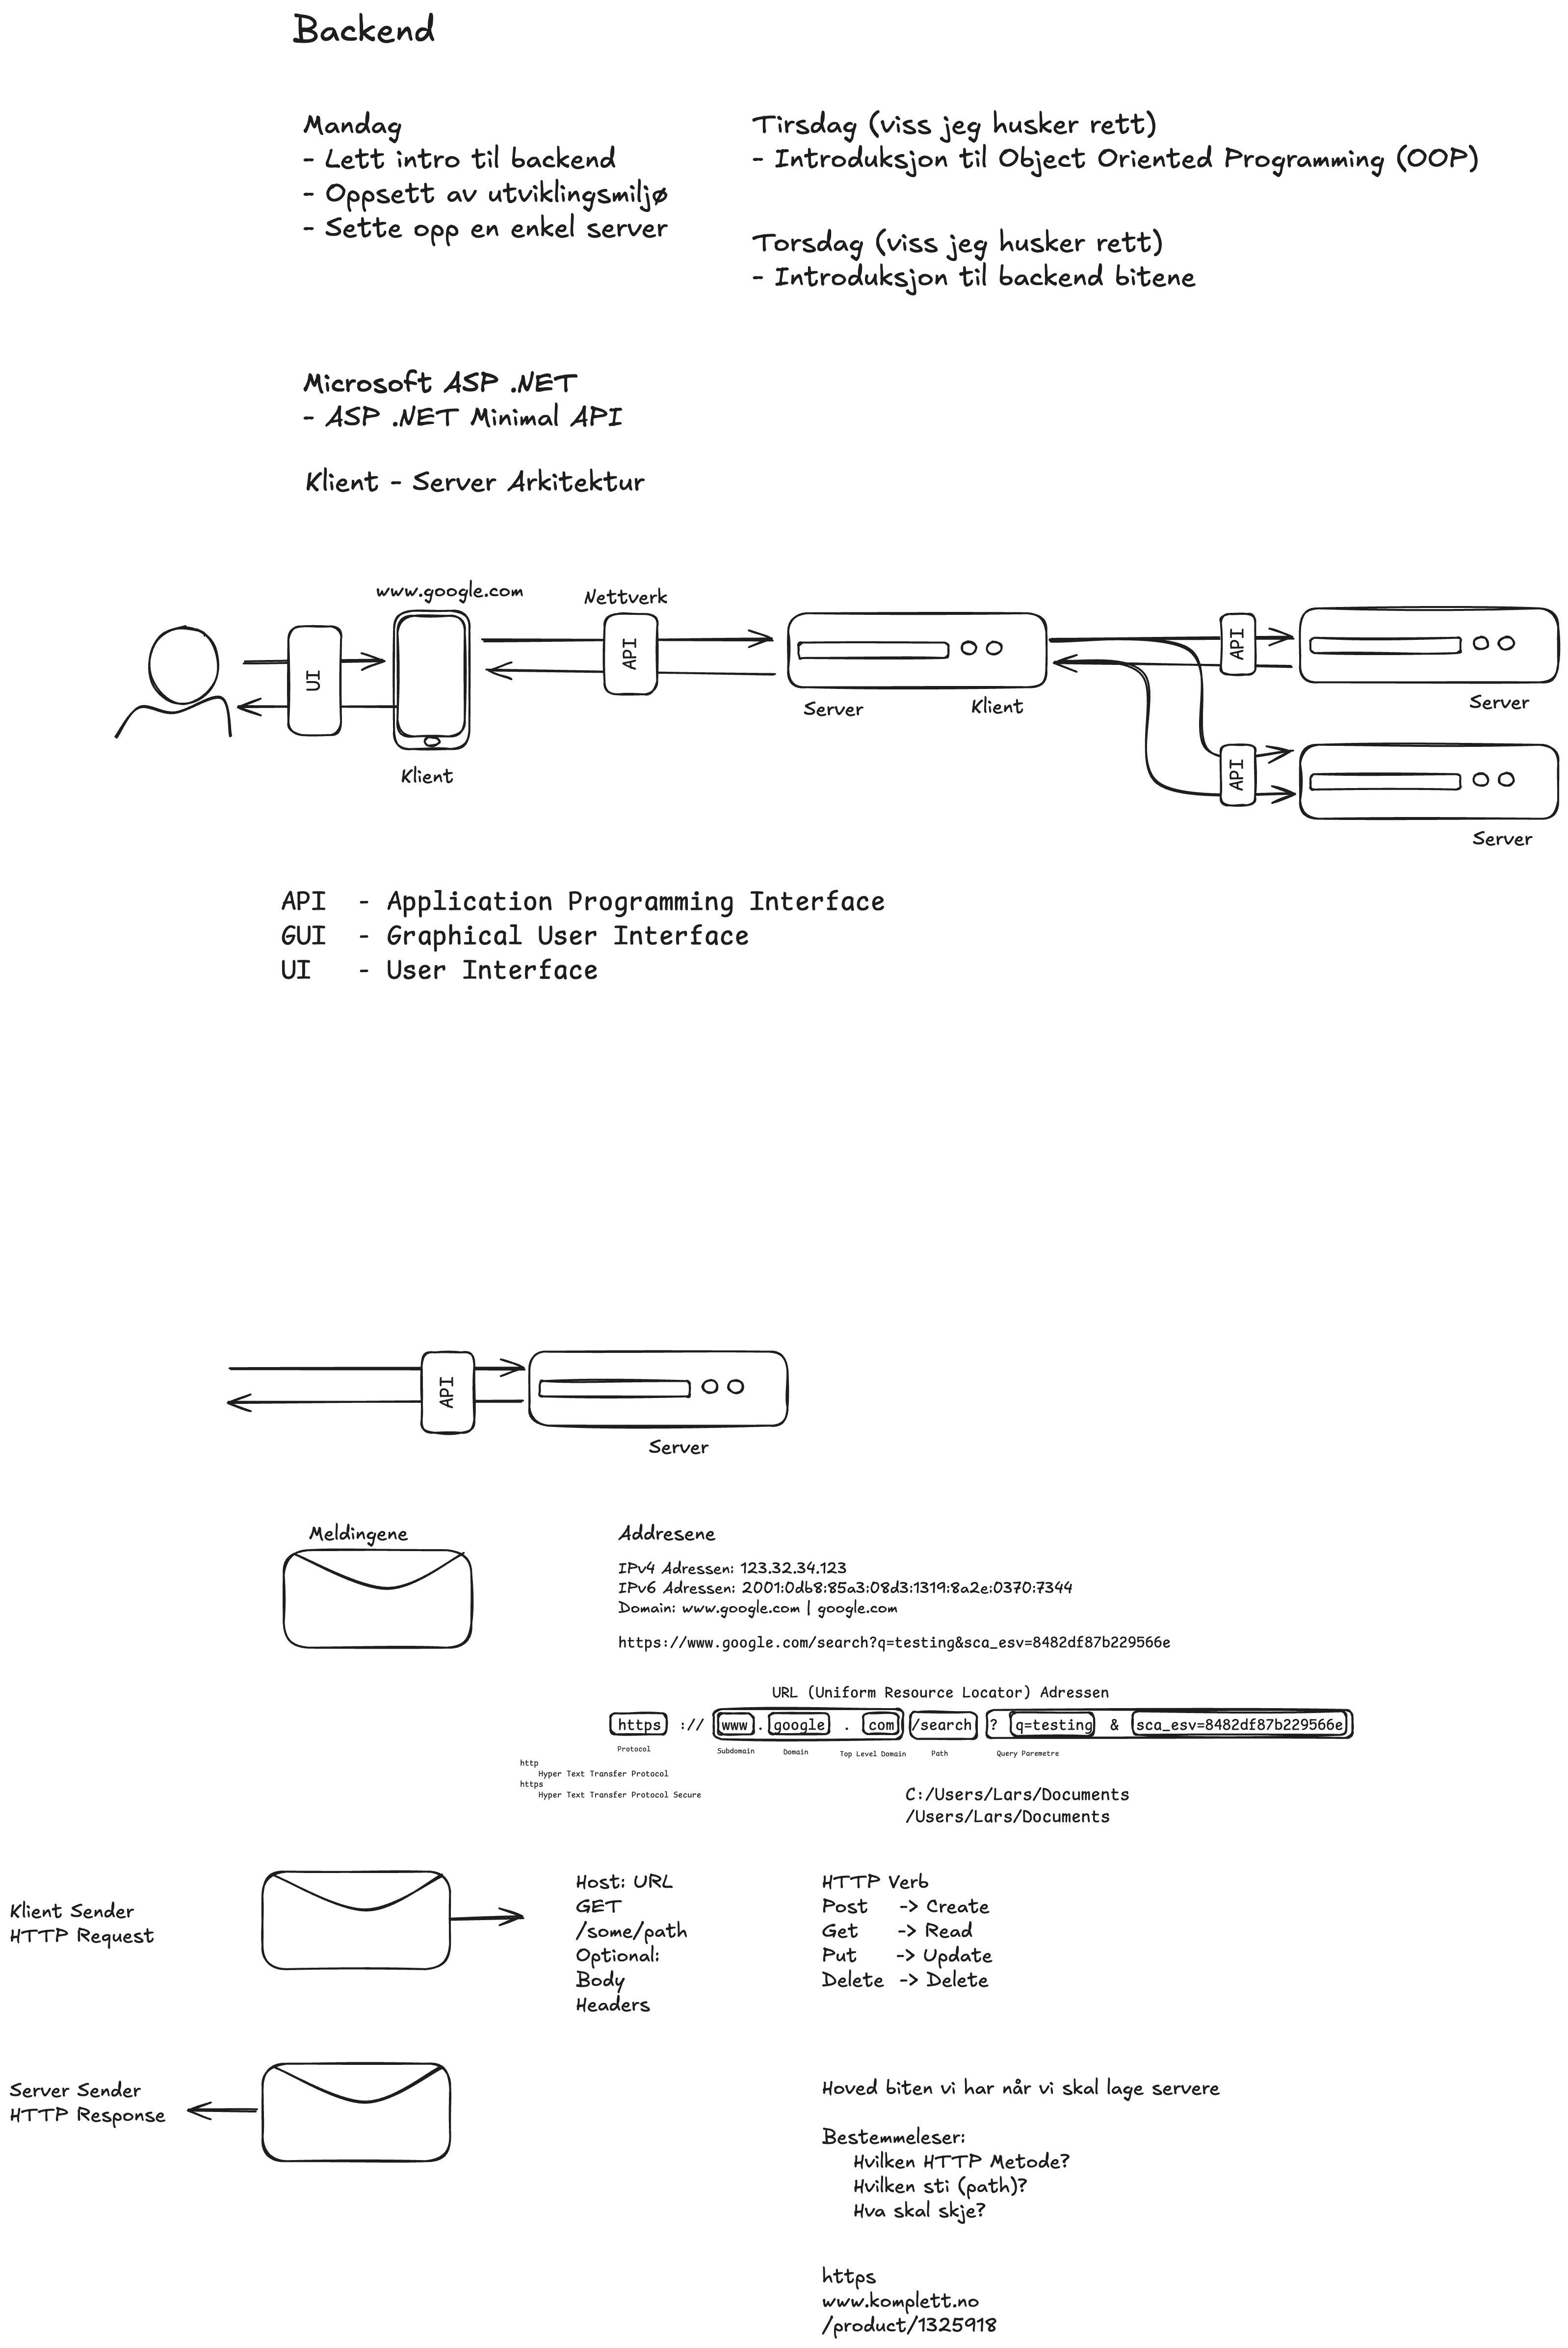 Backend
Mandag
- Lett intro til backend
- Oppsett av utviklingsmiljø
- Sette opp en enkel server
Tirsdag (viss jeg husker rett)
- Introduksjon til Object Oriented Programming (OOP)
Torsdag (viss jeg husker rett)
- Introduksjon til backend bitene
Microsoft ASP .NET
- ASP .NET Minimal API
Klient - Server Arkitektur
www.google.com
Nettverk
UI
API
API
API
Klient
Server
Klient
Server
Server
API - Application Programming Interface
GUI - Graphical User Interface
UI - User Interface
API
Server
Meldingene
Addresene
IPv4 Adressen: 123.32.34.123
IPv6 Adressen: 2001:0db8:85a3:08d3:1319:8a2e:0370:7344
Domain: www.google.com | google.com
https://www.google.com/search?q=testing&sca_esv=8482df87b229566e
URL (Uniform Resource Locator) Adressen
https :// www . google . com /search ? q=testing & sca_esv=8482df87b229566e
Protocol Subdomain Domain Top Level Domain Path Query Paremetre
http
Hyper Text Transfer Protocol
https
Hyper Text Transfer Protocol Secure
C:/Users/Lars/Documents
/Users/Lars/Documents
Klient Sender
HTTP Request
Host: URL
GET
/some/path
Optional:
Body
Headers
HTTP Verb
Post -> Create
Get -> Read
Put -> Update
Delete -> Delete
Server Sender
HTTP Response
Hoved biten vi har når vi skal lage servere
Bestemmeleser:
Hvilken HTTP Metode?
Hvilken sti (path)?
Hva skal skje?
https
www.komplett.no
/product/1325918